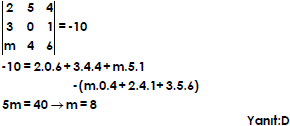 |2 5 4|
|3 0 1| = -10
|m 4 6|
-10 = 2.0.6 + 3.4.4 + m.5.1
-(m.0.4 + 2.4.1 + 3.5.6)
5m = 40 → m = 8
Yanıt:D